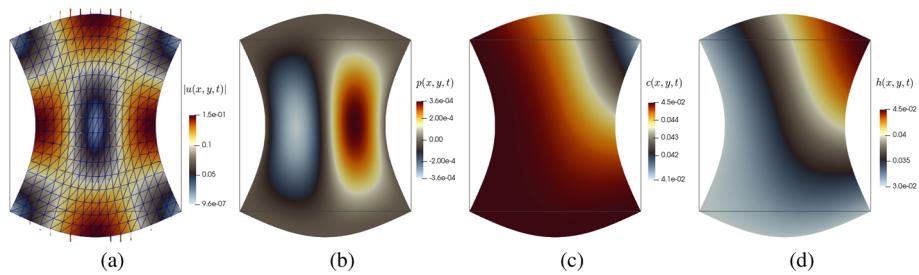 |u(x, y, t)|
1.5e-01
0.1
0.05
9.6e-07
(a)
p(x, y, t)
3.6e-04
2.00e-4
0.00
-2.00e-4
-3.6e-04
(b)
c(x, y, t)
4.5e-02
0.044
0.043
0.042
4.1e-02
(c)
h(x, y, t)
4.5e-02
0.04
0.035
3.0e-02
(d)